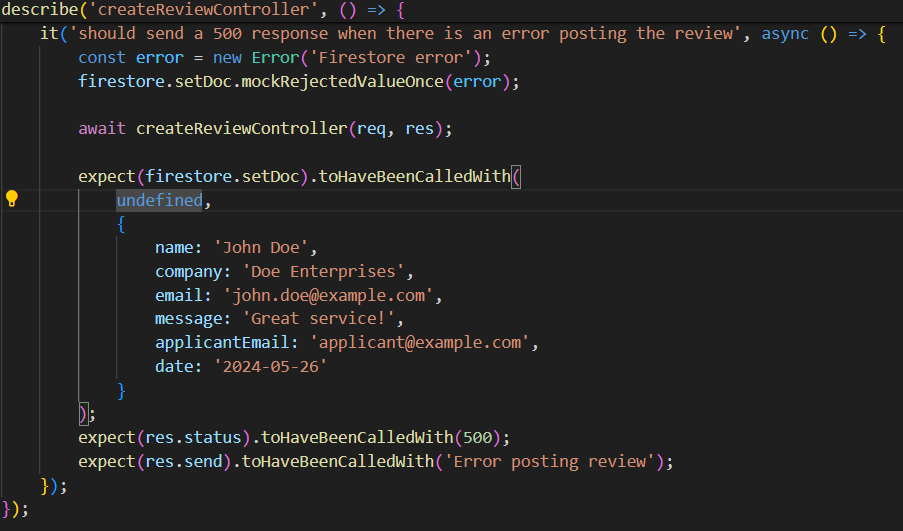 describe('createReviewController', () => {
    it('should send a 500 response when there is an error posting the review', async () => {
        const error = new Error('Firestore error');
        firestore.setDoc.mockRejectedValueOnce(error);

        await createReviewController(req, res);

        expect(firestore.setDoc).toHaveBeenCalledWith(
            undefined,
            {
                name: 'John Doe',
                company: 'Doe Enterprises',
                email: 'john.doe@example.com',
                message: 'Great service!',
                applicantEmail: 'applicant@example.com',
                date: '2024-05-26'
            }
        );
        expect(res.status).toHaveBeenCalledWith(500);
        expect(res.send).toHaveBeenCalledWith('Error posting review');
    });
});